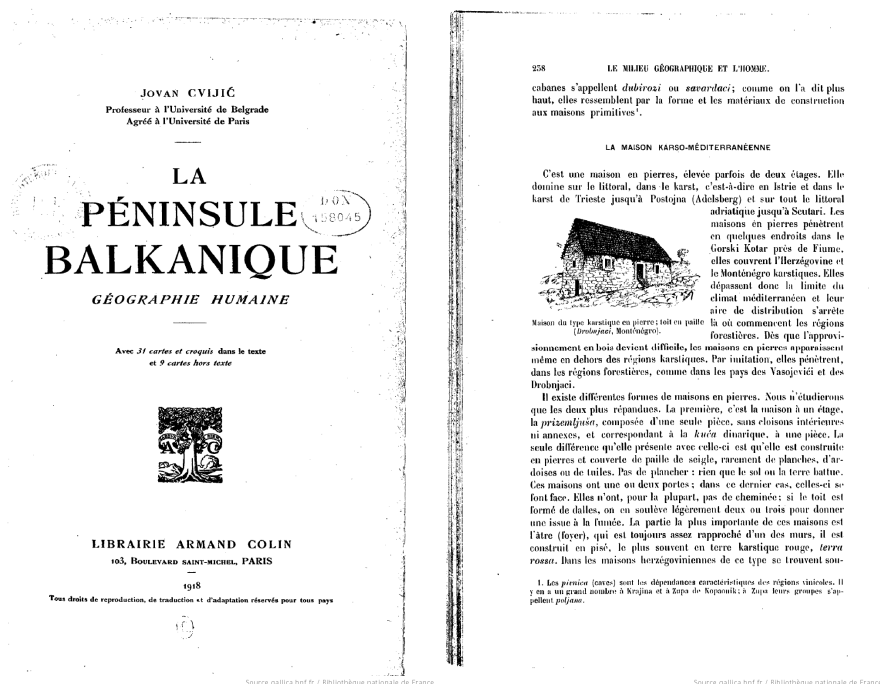 JOVAN CVIJIĆ
Professeur à l'Université de Belgrade
Agréé à l'Université de Paris
LA
PÉNINSULE
BALKANIQUE
GÉOGRAPHIE HUMAINE
DON
158045
Avec 31 cartes et croquis dans le texte
et 9 cartes hors texte
A C
LIBRAIRIE ARMAND COLIN
103, BOULEVARD SAINT-MICHEL, PARIS
1918
Tous droits de reproduction, de traduction et d'adaptation réservés pour tous pays
Source gallica.bnf.fr / Bibliothèque nationale de France
238 LE MILIEU GÉOGRAPHIQUE ET L'HOMME.
cabanes s'appellent dubirozi ou savardaci; comme on l'a dit plus
haut, elles ressemblent par la forme et les matériaux de construction
aux maisons primitives¹.
LA MAISON KARSO-MÉDITERRANÉENNE
C'est une maison en pierres, élevée parfois de deux étages. Elle
domine sur le littoral, dans le karst, c'est-à-dire en Istrie et dans le
karst de Trieste jusqu'à Postojna (Adelsberg) et sur tout le littoral
adriatique jusqu'à Scutari. Les
maisons en pierres pénètrent
en quelques endroits dans le
Gorski Kotar près de Fiume,
elles couvrent l'Herzégovine et
le Monténégro karstiques. Elles
dépassent donc la limite du
climat méditerranéen et leur
aire de distribution s'arrête
là où commencent les régions
forestières. Dès que l'approvi-
Maison du type karstique en pierre; toit en paille
(Drobnjaci, Monténégro).
sionnement en bois devient difficile, les maisons en pierres apparaissent
même en dehors des régions karstiques. Par imitation, elles pénètrent,
dans les régions forestières, comme dans les pays des Vasojevići et des
Drobnjaci.
Il existe différentes formes de maisons en pierres. Nous n'étudierons
que les deux plus répandues. La première, c'est la maison à un étage,
la prizemljuša, composée d'une seule pièce, sans cloisons intérieures
ni annexes, et correspondant à la kuća dinarique, à une pièce. La
seule différence qu'elle présente avec celle-ci est qu'elle est construite
en pierres et couverte de paille de seigle, rarement de planches, d'ar-
doises ou de tuiles. Pas de plancher : rien que le sol ou la terre battue.
Ces maisons ont une ou deux portes; dans ce dernier cas, celles-ci se
font face. Elles n'ont, pour la plupart, pas de cheminée; si le toit est
formé de dalles, on en soulève légèrement deux ou trois pour donner
une issue à la fumée. La partie la plus importante de ces maisons est
l'âtre (foyer), qui est toujours assez rapproché d'un des murs, il est
construit en pisé, le plus souvent en terre karstique rouge, terra
rossa. Dans les maisons herzégoviniennes de ce type se trouvent sou-
1. Les pivnica (caves) sont les dépendances caractéristiques des régions vinicoles. Il
y en a un grand nombre à Krajina et à Zupa de Kopaonik; à Zupa leurs groupes s'ap-
pellent poljana.
Source gallica.bnf.fr / Bibliothèque nationale de France